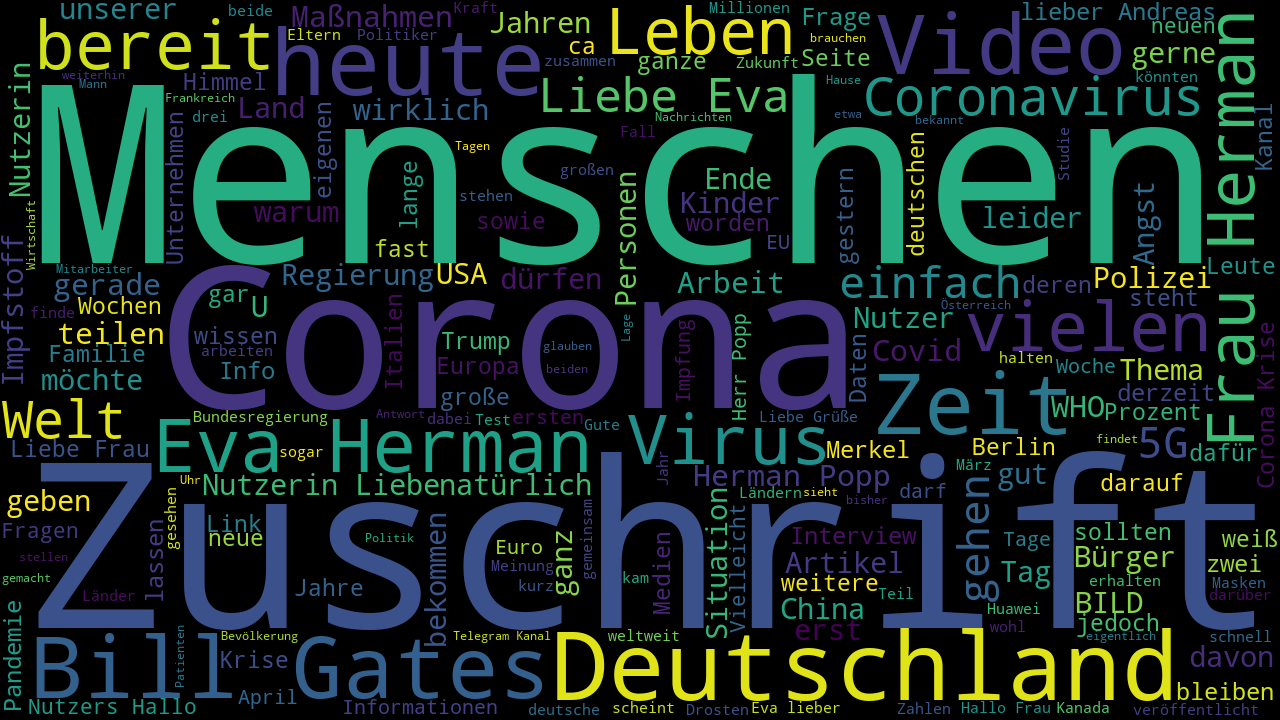 unserer
beide
Maßnahmen
Kraft
Jahren
Millionen
Frage
lieber Andreas
neuen
bereit
heute
Eltern
Politiker
ca
Leben
brauchen
Video
gerne
weiterhin
Mann
Himmel
zusammen
ganze
Zukunft
Seite
Hause
könnten
Nutzerin
Frankreich
drei
Land
wirklich
Liebe Eva
Coronavirus
Frau Herman
Kanal
Menschen
Unternehmen
eigenen
Tagen
Fall
Nachrichten
etwa
bekannt
deutschen
Studie
warum
lange
fast
stehen
großen
sowie
Personen
Ende
Kinder
worden
EU
gestern
leider
Angst
Wirtschaft
Impfstoff
Mitarbeiter
gerade
Regierung
USA
dürfen
Arbeit
einfach
deren
Polizei
Leute
steht
finde
Wochen
gar
U
Corona
Österreich
teilen
wissen
Italien
Trump
glauben
Lage
Impfung
Herr Popp
Nutzer
vielen
Familie
arbeiten
Info
Europa
beiden
Daten
Covid
halten
Woche
Thema
Corona Krise
möchte
große
Zeit
derzeit
Welt
Bundesregierung
Antwort
dabei
Test
ersten
Gute
Liebe Grüße
WHO
Prozent
Liebe Frau
Eva Herman
sogar
Virus
Merkel
Berlin
findet
5G
dafür
geben
Uhr
Nutzerin Liebe
natürlich
Jahr
Herman Popp
bisher
März
gut
darauf
Zuschrift
Fragen
gesehen
Link
neue
Ländern
sieht
darf
gehen
stellen
lassen
Politik
Euro
ganz
gemeinsam
Situation
Interview
Tage
sollten
weiß
gemacht
Meinung
Medien
Vielleicht
Artikel
Tag
Bürger
zwei
Länder
Jahre
bekommen
kurz
kam
weitere
Teil
erhalten
Masken
darüber
China
Huawei
BILD
Pandemie
Bevölkerung
Telegram Kanal
weltweit
erst
wohl
jedoch
eigentlich
schnell
Bill Gates
Patienten
Krise
Deutschland
davon
April
bleiben
Nutzers Hallo
Informationen
deutsche
scheint
Drosten
Eva lieber
Zahlen
Hallo Frau
Kanada
veröffentlicht